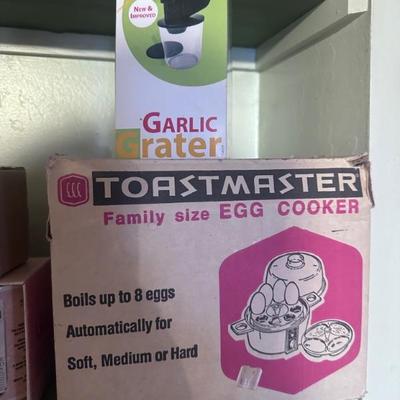 New &
Improved
GARLIC
Grater
TOASTMASTER
Family size EGG COOKER
Boils up to 8 eggs
Automatically for
Soft, Medium or Hard